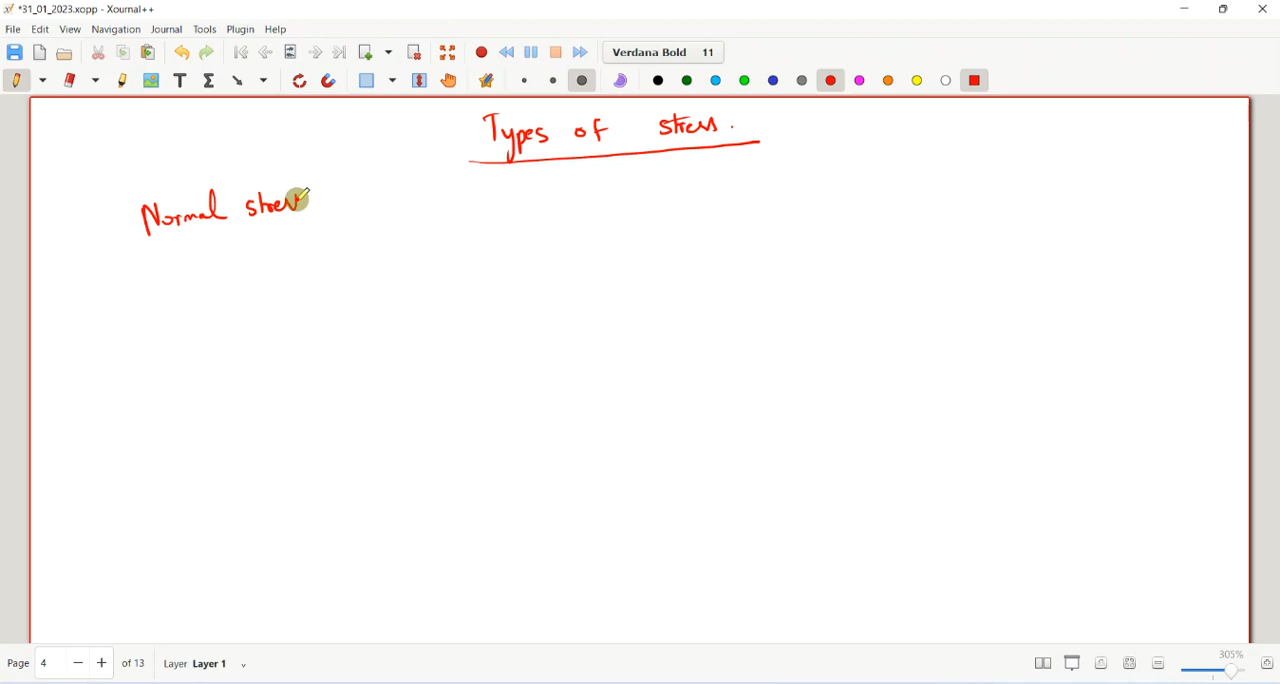 *31_01_2023.xopp - Xournal++
File Edit View Navigation Journal Tools Plugin Help
Verdana Bold 11
Types of stress.
Normal stress
305%
Page 4 of 13 Layer Layer 1